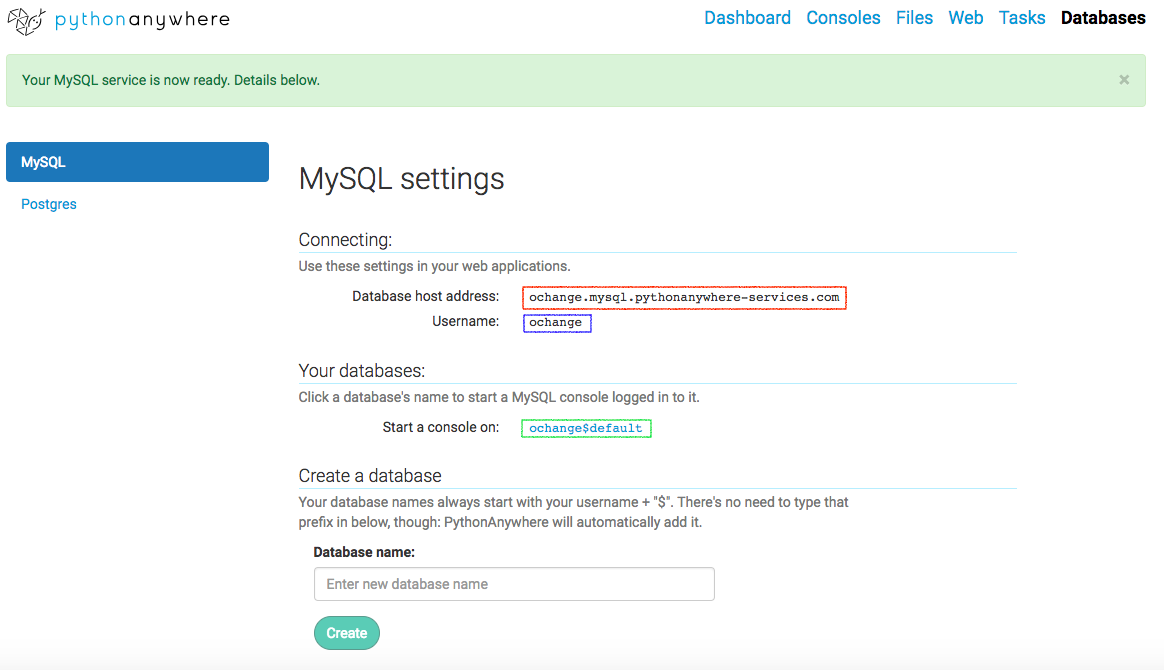 pythonanywhere
Dashboard Consoles Files Web Tasks Databases
Your MySQL service is now ready. Details below. ×
MySQL
Postgres
MySQL settings
Connecting:
Use these settings in your web applications.
Database host address: ochange.mysql.pythonanywhere-services.com
Username: ochange
Your databases:
Click a database's name to start a MySQL console logged in to it.
Start a console on: ochange$default
Create a database
Your database names always start with your username + "$". There's no need to type that
prefix in below, though: PythonAnywhere will automatically add it.
Database name:
Enter new database name
Create